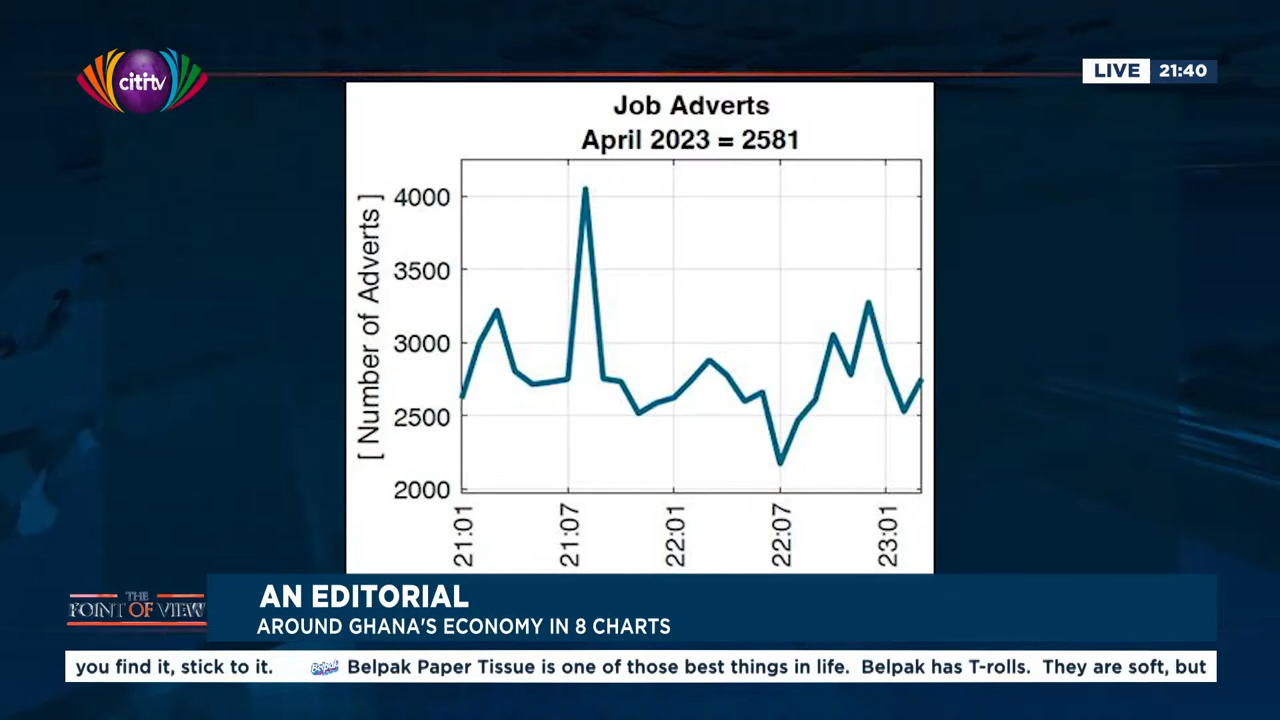 citi tv
LIVE 21:40
Job Adverts
April 2023 = 2581
[ Number of Adverts ]
4000
3500
3000
2500
2000
21:01
21:07
22:01
22:07
23:01
THE
POINT OF VIEW
AN EDITORIAL
AROUND GHANA'S ECONOMY IN 8 CHARTS
you find it, stick to it. Belpak Paper Tissue is one of those best things in life. Belpak has T-rolls. They are soft, but